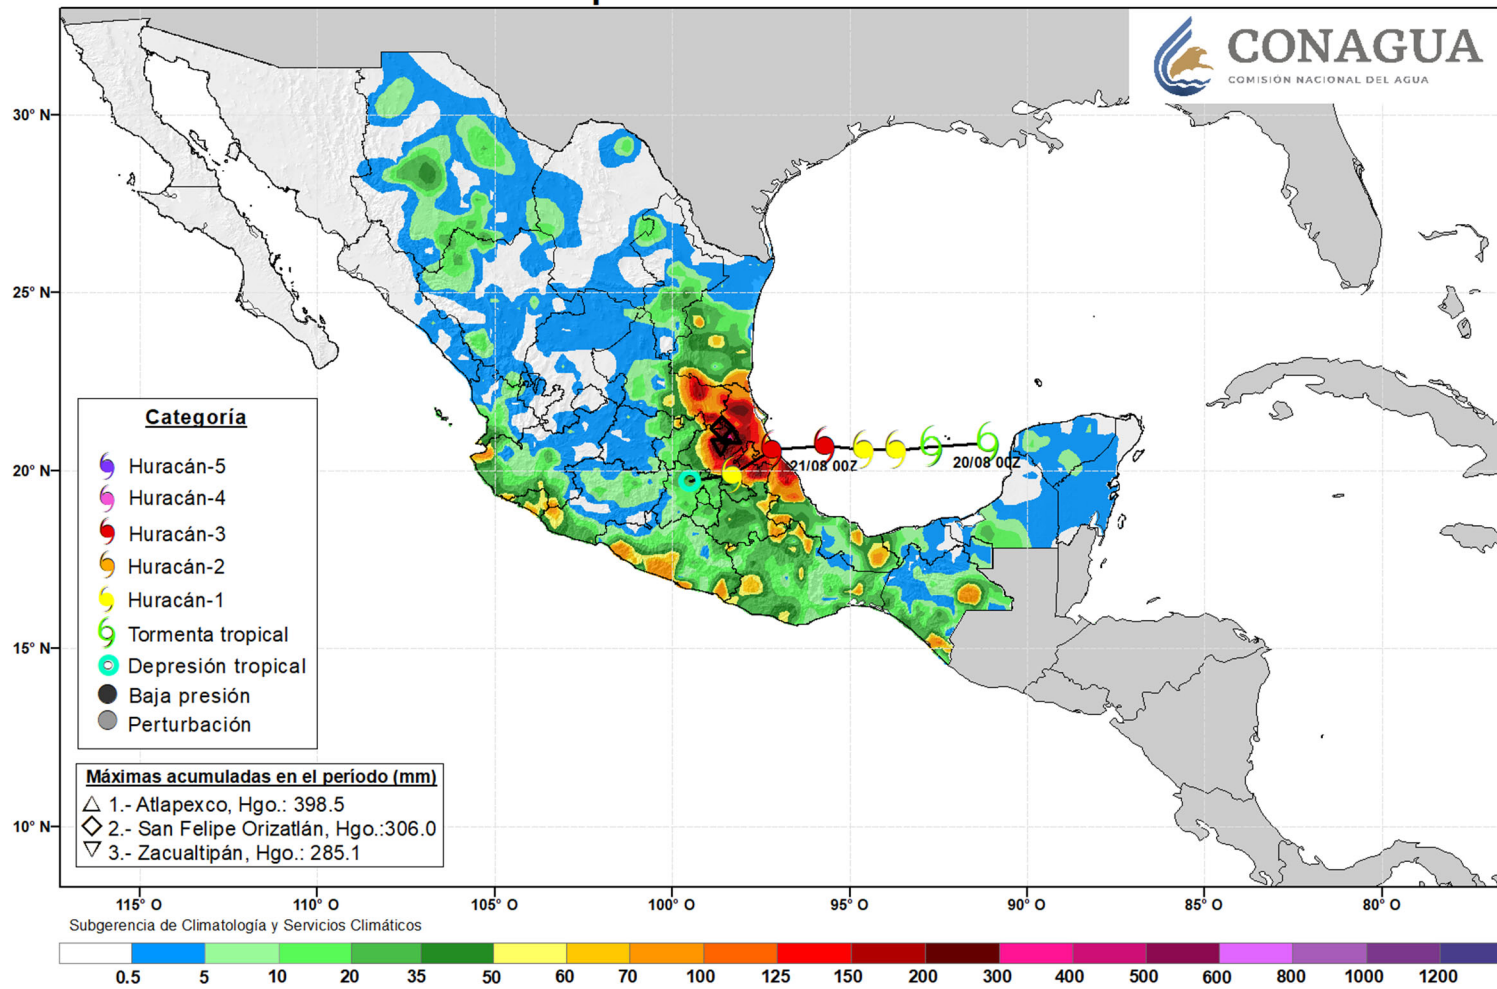 CONAGUA
COMISIÓN NACIONAL DEL AGUA
30° N
25° N
20° N
15° N
10° N
21/08 00Z
20/08 00Z
Categoría
Huracán-5
Huracán-4
Huracán-3
Huracán-2
Huracán-1
Tormenta tropical
Depresión tropical
Baja presión
Perturbación
Máximas acumuladas en el período (mm)
1.- Atlapexco, Hgo.: 398.5
2.- San Felipe Orizatlán, Hgo.:306.0
3.- Zacualtipán, Hgo.: 285.1
115° O 110° O 105° O 100° O 95° O 90° O 85° O 80° O
Subgerencia de Climatología y Servicios Climáticos
0.5 5 10 20 35 50 60 70 100 125 150 200 300 400 500 600 800 1000 1200